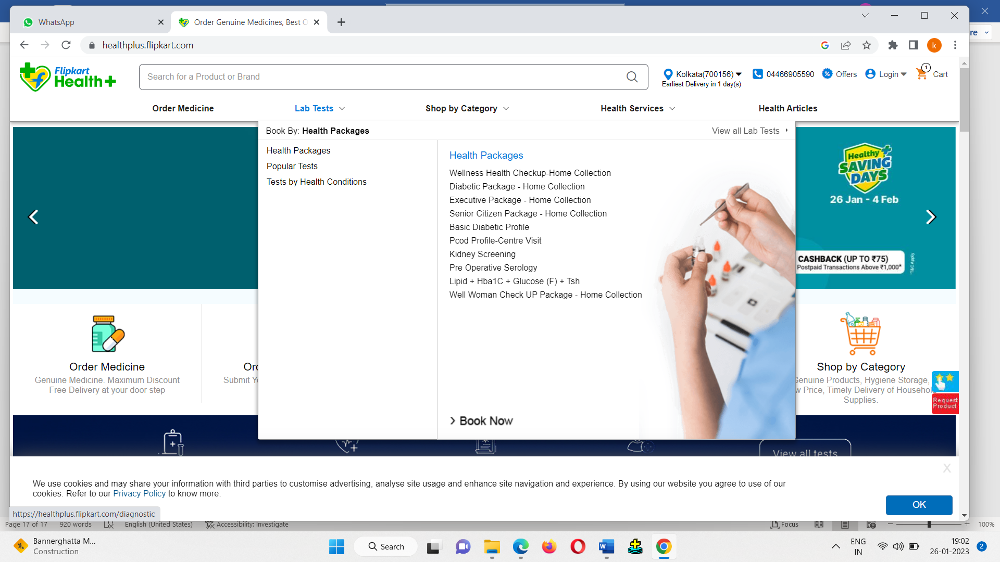 WhatsApp
Order Genuine Medicines, Best O
healthplus.flipkart.com
k
re
Flipkart
Health+
Search for a Product or Brand
Kolkata(700156)
Earliest Delivery in 1 day(s)
04466905590
Offers
Login
1
Cart
Order Medicine
Lab Tests
Shop by Category
Health Services
Health Articles
Book By: Health Packages
View all Lab Tests
Health Packages
Popular Tests
Tests by Health Conditions
Health Packages
Wellness Health Checkup-Home Collection
Diabetic Package - Home Collection
Executive Package - Home Collection
Senior Citizen Package - Home Collection
Basic Diabetic Profile
Pcod Profile-Centre Visit
Kidney Screening
Pre Operative Serology
Lipid + Hba1C + Glucose (F) + Tsh
Well Woman Check UP Package - Home Collection
Book Now
Healthy
SAVING
DAYS
26 Jan - 4 Feb
CASHBACK (UP TO ₹75)
Postpaid Transactions Above ₹1,000*
*T&C Apply
Order Medicine
Genuine Medicine. Maximum Discount
Free Delivery at your door step
Or
Submit Y
Shop by Category
Genuine Products, Hygiene Storage,
w Price, Timely Delivery of Household
Supplies.
Request
Product
View all tests
X
We use cookies and may share your information with third parties to customise advertising, analyse site usage and enhance site navigation and experience. By using our website you agree to use of our
cookies. Refer to our Privacy Policy to know more.
OK
https://healthplus.flipkart.com/diagnostic
Page 17 of 17
920 words
English (United States)
Accessibility: Investigate
Focus
100%
Bannerghatta M...
Construction
Search
ENG
IN
19:02
26-01-2023
2